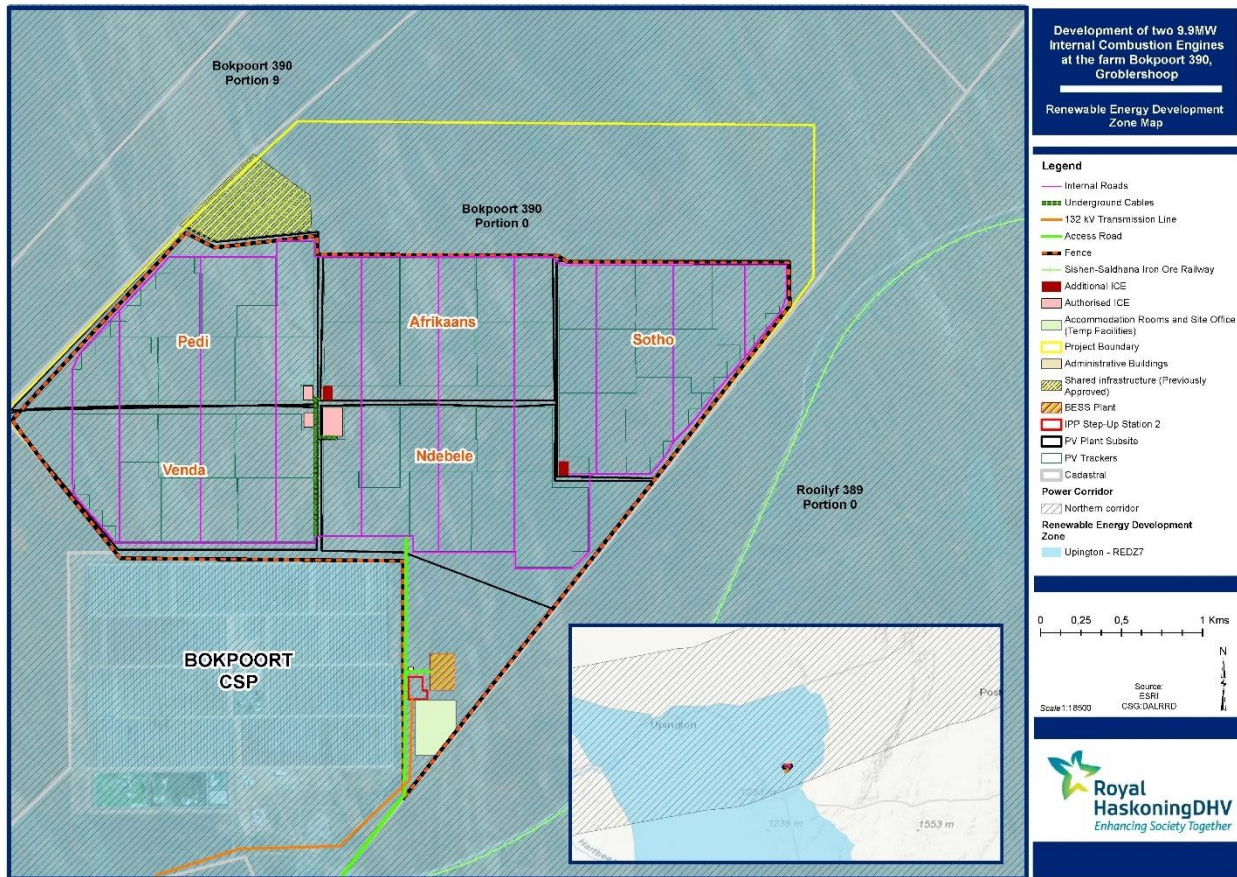 Bokpoort 390
Portion 9
Bokpoort 390
Portion 0
Pedi
Afrikaans
Sotho
Venda
Ndebele
Rooilyf 389
Portion 0
BOKPOORT
CSP
Upington
1553 m
Development of two 9.9MW
Internal Combustion Engines
at the farm Bokpoort 390,
Groblershoop
Renewable Energy Development
Zone Map
Legend
Internal Roads
Underground Cables
132 kV Transmission Line
Access Road
Fence
Sishen-Saldhana Iron Ore Railway
Additional ICE
Authorised ICE
Accommodation Rooms and Site Office
(Temp Facilities)
Project Boundary
Administrative Buildings
Shared infrastructure (Previously
Approved)
BESS Plant
IPP Step-Up Station 2
PV Plant Subsite
PV Trackers
Cadastral
Power Corridor
Northern corridor
Renewable Energy Development
Zone
Upington - REDZ7
0 0,25 0,5 1 Kms
N
Source:
ESRI
CSG:DALRRD
Scale 1:18500
Royal
HaskoningDHV
Enhancing Society Together